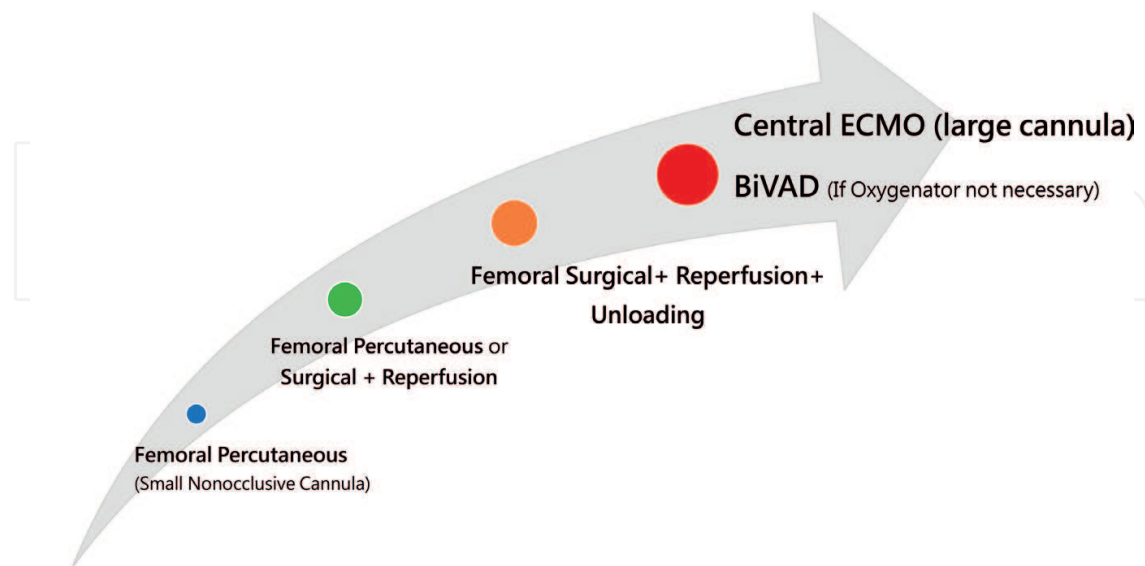 Central ECMO (large cannula)
BiVAD (If Oxygenator not necessary)
Femoral Surgical+ Reperfusion+
Unloading
Femoral Percutaneous or
Surgical + Reperfusion
Femoral Percutaneous
(Small Nonocclusive Cannula)